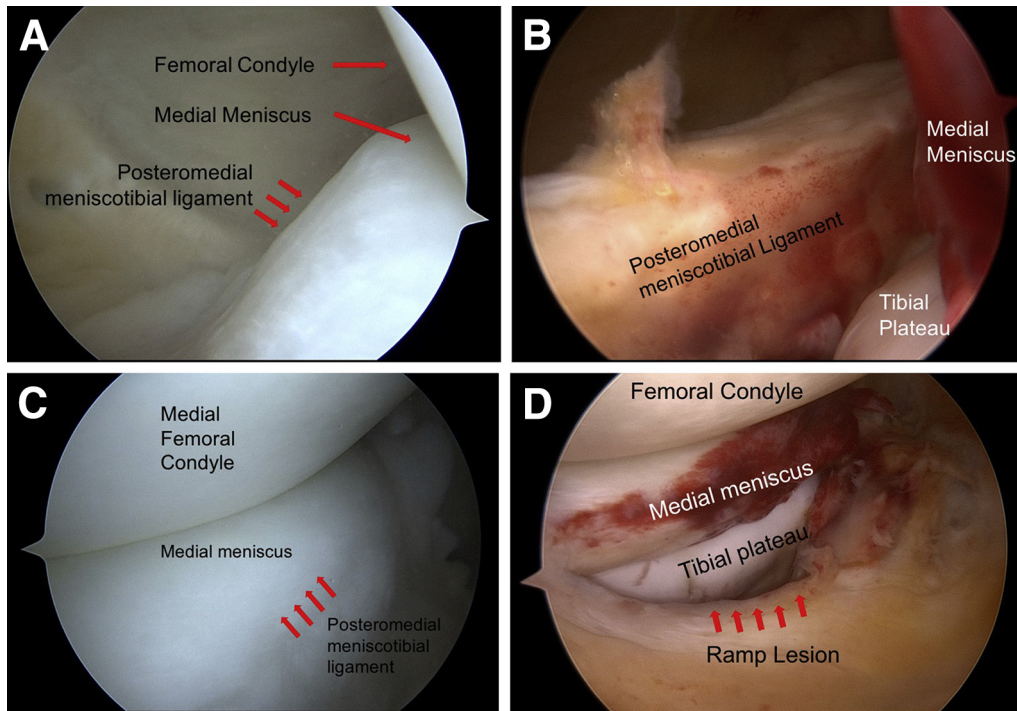 A
Femoral Condyle
Medial Meniscus
Posteromedial
meniscotibial ligament
B
Medial
Meniscus
Posteromedial
meniscotibial Ligament
Tibial
Plateau
C
Medial
Femoral
Condyle
Medial meniscus
Posteromedial
meniscotibial
ligament
D
Femoral Condyle
Medial meniscus
Tibial plateau
Ramp Lesion